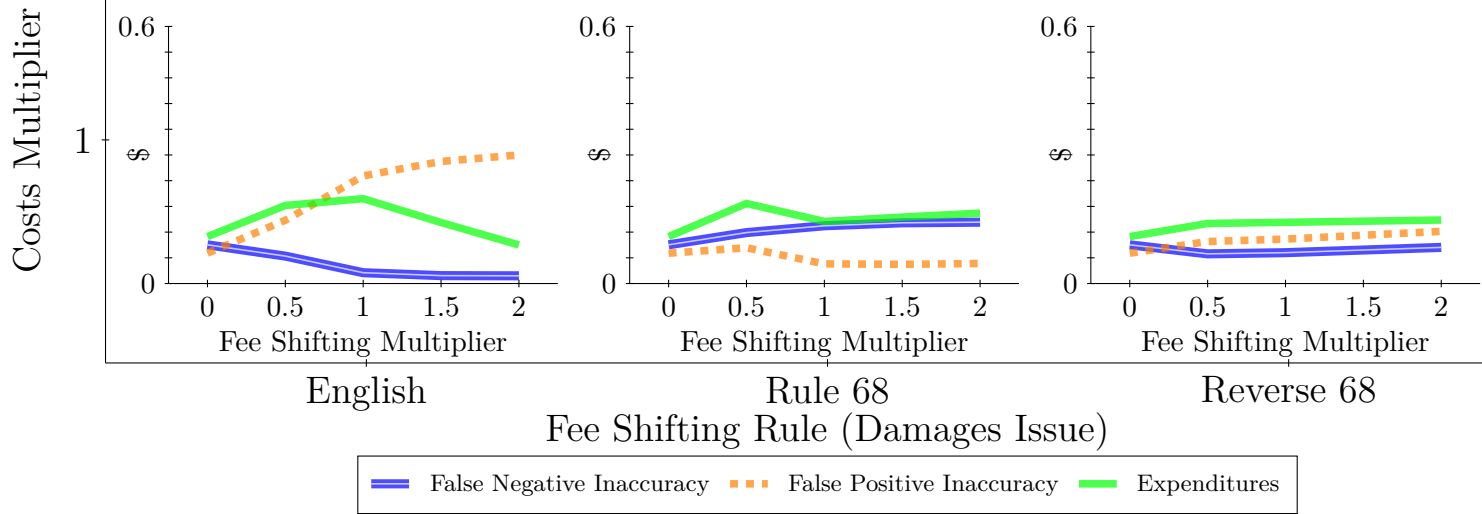 Costs Multiplier
1
0.6
$
0
0 0.5 1 1.5 2
Fee Shifting Multiplier
0.6
$
0
0 0.5 1 1.5 2
Fee Shifting Multiplier
0.6
$
0
0 0.5 1 1.5 2
Fee Shifting Multiplier
English Rule 68 Reverse 68
Fee Shifting Rule (Damages Issue)
False Negative Inaccuracy False Positive Inaccuracy Expenditures